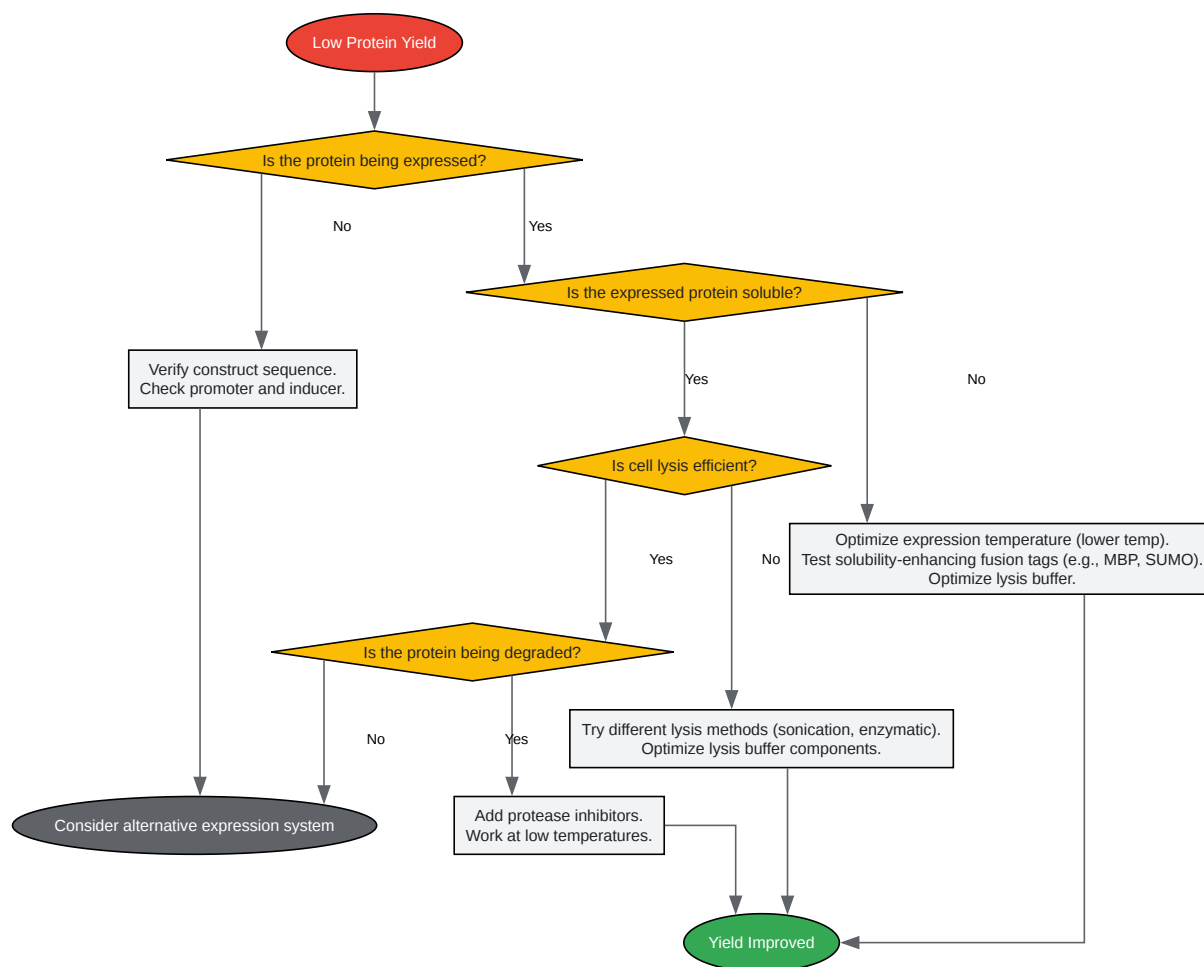 Low Protein Yield
Is the protein being expressed?
No
Yes
Is the expressed protein soluble?
Verify construct sequence.
Check promoter and inducer.
Yes
No
Is cell lysis efficient?
Optimize expression temperature (lower temp).
Test solubility-enhancing fusion tags (e.g., MBP, SUMO).
Optimize lysis buffer.
Yes
No
Is the protein being degraded?
Try different lysis methods (sonication, enzymatic).
Optimize lysis buffer components.
No
Yes
Consider alternative expression system
Add protease inhibitors.
Work at low temperatures.
Yield Improved